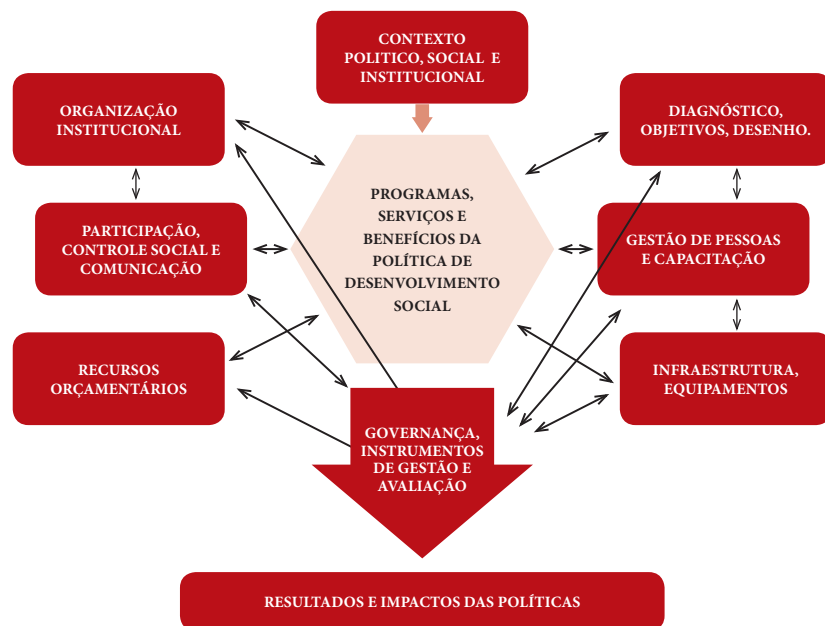 CONTEXTO
POLITICO, SOCIAL E
INSTITUCIONAL
ORGANIZAÇÃO
INSTITUCIONAL
DIAGNÓSTICO,
OBJETIVOS, DESENHO.
PROGRAMAS,
SERVIÇOS E
BENEFÍCIOS DA
POLÍTICA DE
DESENVOLVIMENTO
SOCIAL
PARTICIPAÇÃO,
CONTROLE SOCIAL E
COMUNICAÇÃO
GESTÃO DE PESSOAS
E CAPACITAÇÃO
RECURSOS
ORÇAMENTÁRIOS
INFRAESTRUTURA,
EQUIPAMENTOS
GOVERNANÇA,
INSTRUMENTOS
DE GESTÃO E
AVALIAÇÃO
RESULTADOS E IMPACTOS DAS POLÍTICAS